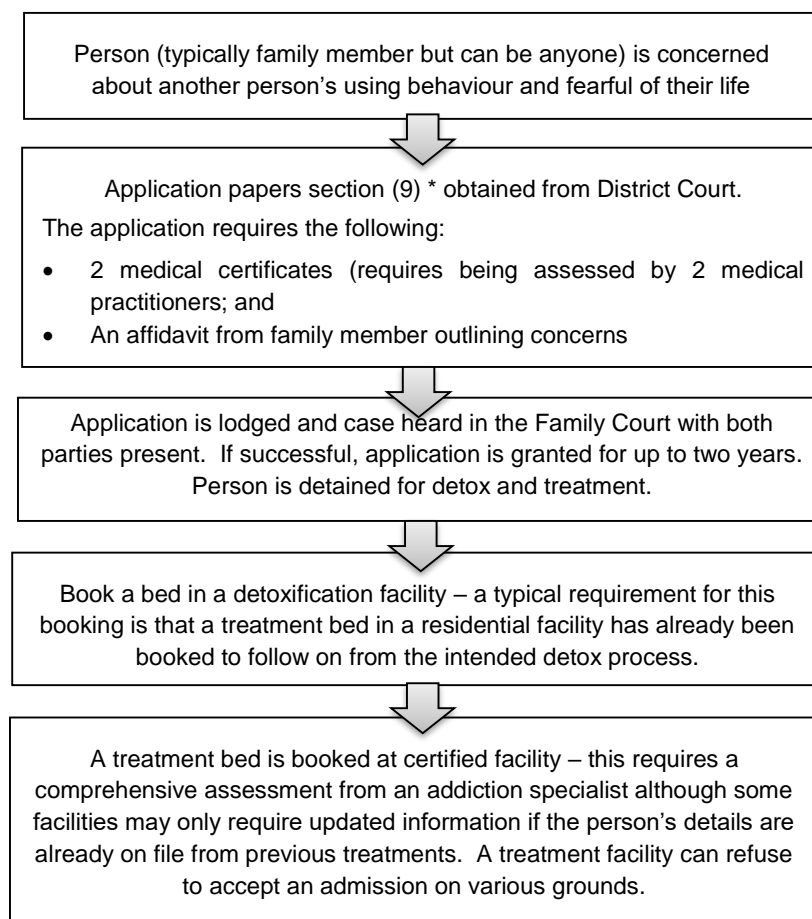 Person (typically family member but can be anyone) is concerned
about another person’s using behaviour and fearful of their life
Application papers section (9) * obtained from District Court.
The application requires the following:
• 2 medical certificates (requires being assessed by 2 medical
practitioners; and
• An affidavit from family member outlining concerns
Application is lodged and case heard in the Family Court with both
parties present. If successful, application is granted for up to two years.
Person is detained for detox and treatment.
Book a bed in a detoxification facility – a typical requirement for this
booking is that a treatment bed in a residential facility has already been
booked to follow on from the intended detox process.
A treatment bed is booked at certified facility – this requires a
comprehensive assessment from an addiction specialist although some
facilities may only require updated information if the person’s details are
already on file from previous treatments. A treatment facility can refuse
to accept an admission on various grounds.